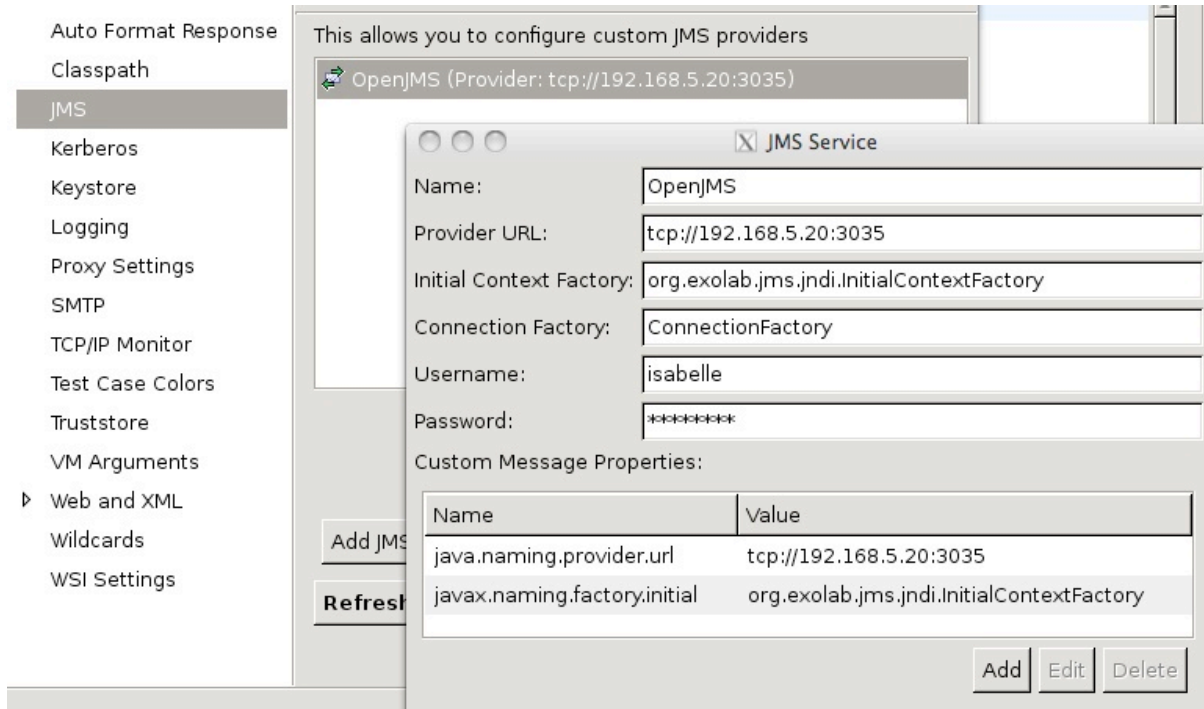 Auto Format Response
Classpath
JMS
Kerberos
Keystore
Logging
Proxy Settings
SMTP
TCP/IP Monitor
Test Case Colors
Truststore
VM Arguments
Web and XML
Wildcards
WSI Settings
This allows you to configure custom JMS providers
OpenJMS (Provider: tcp://192.168.5.20:3035)
Add JMS
Refresh
JMS Service
Name: OpenJMS
Provider URL: tcp://192.168.5.20:3035
Initial Context Factory: org.exolab.jms.jndi.InitialContextFactory
Connection Factory: ConnectionFactory
Username: isabelle
Password: *********
Custom Message Properties:
Name Value
java.naming.provider.url tcp://192.168.5.20:3035
javax.naming.factory.initial org.exolab.jms.jndi.InitialContextFactory
Add Edit Delete